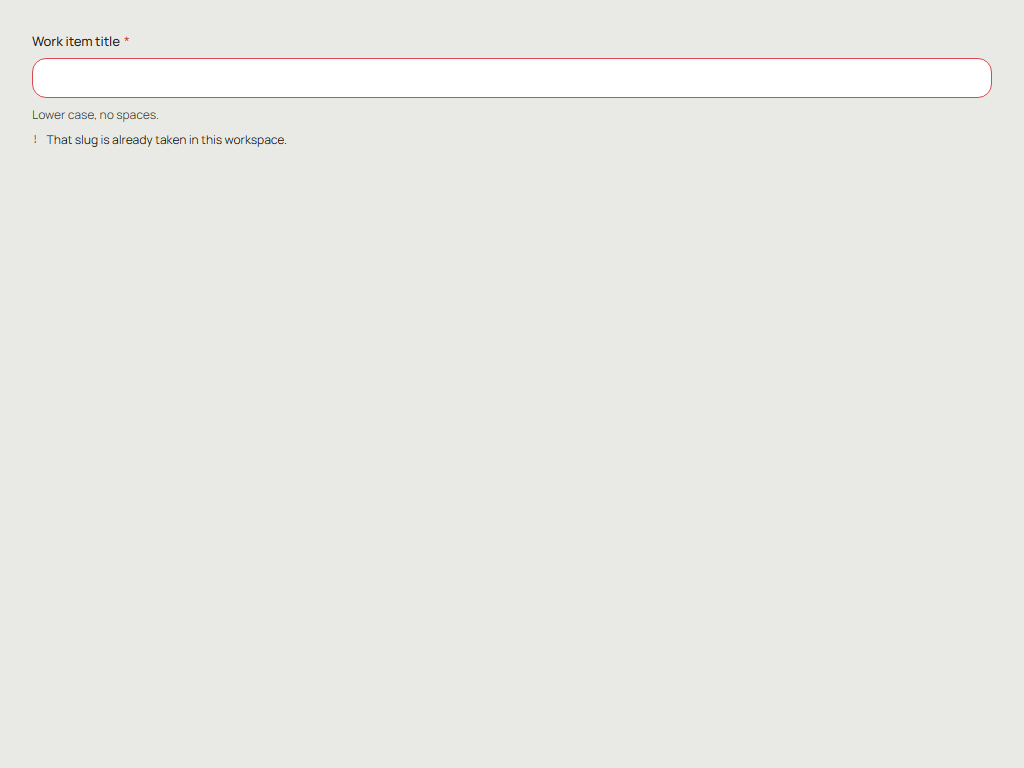 Work item title *
Lower case, no spaces.
! That slug is already taken in this workspace.